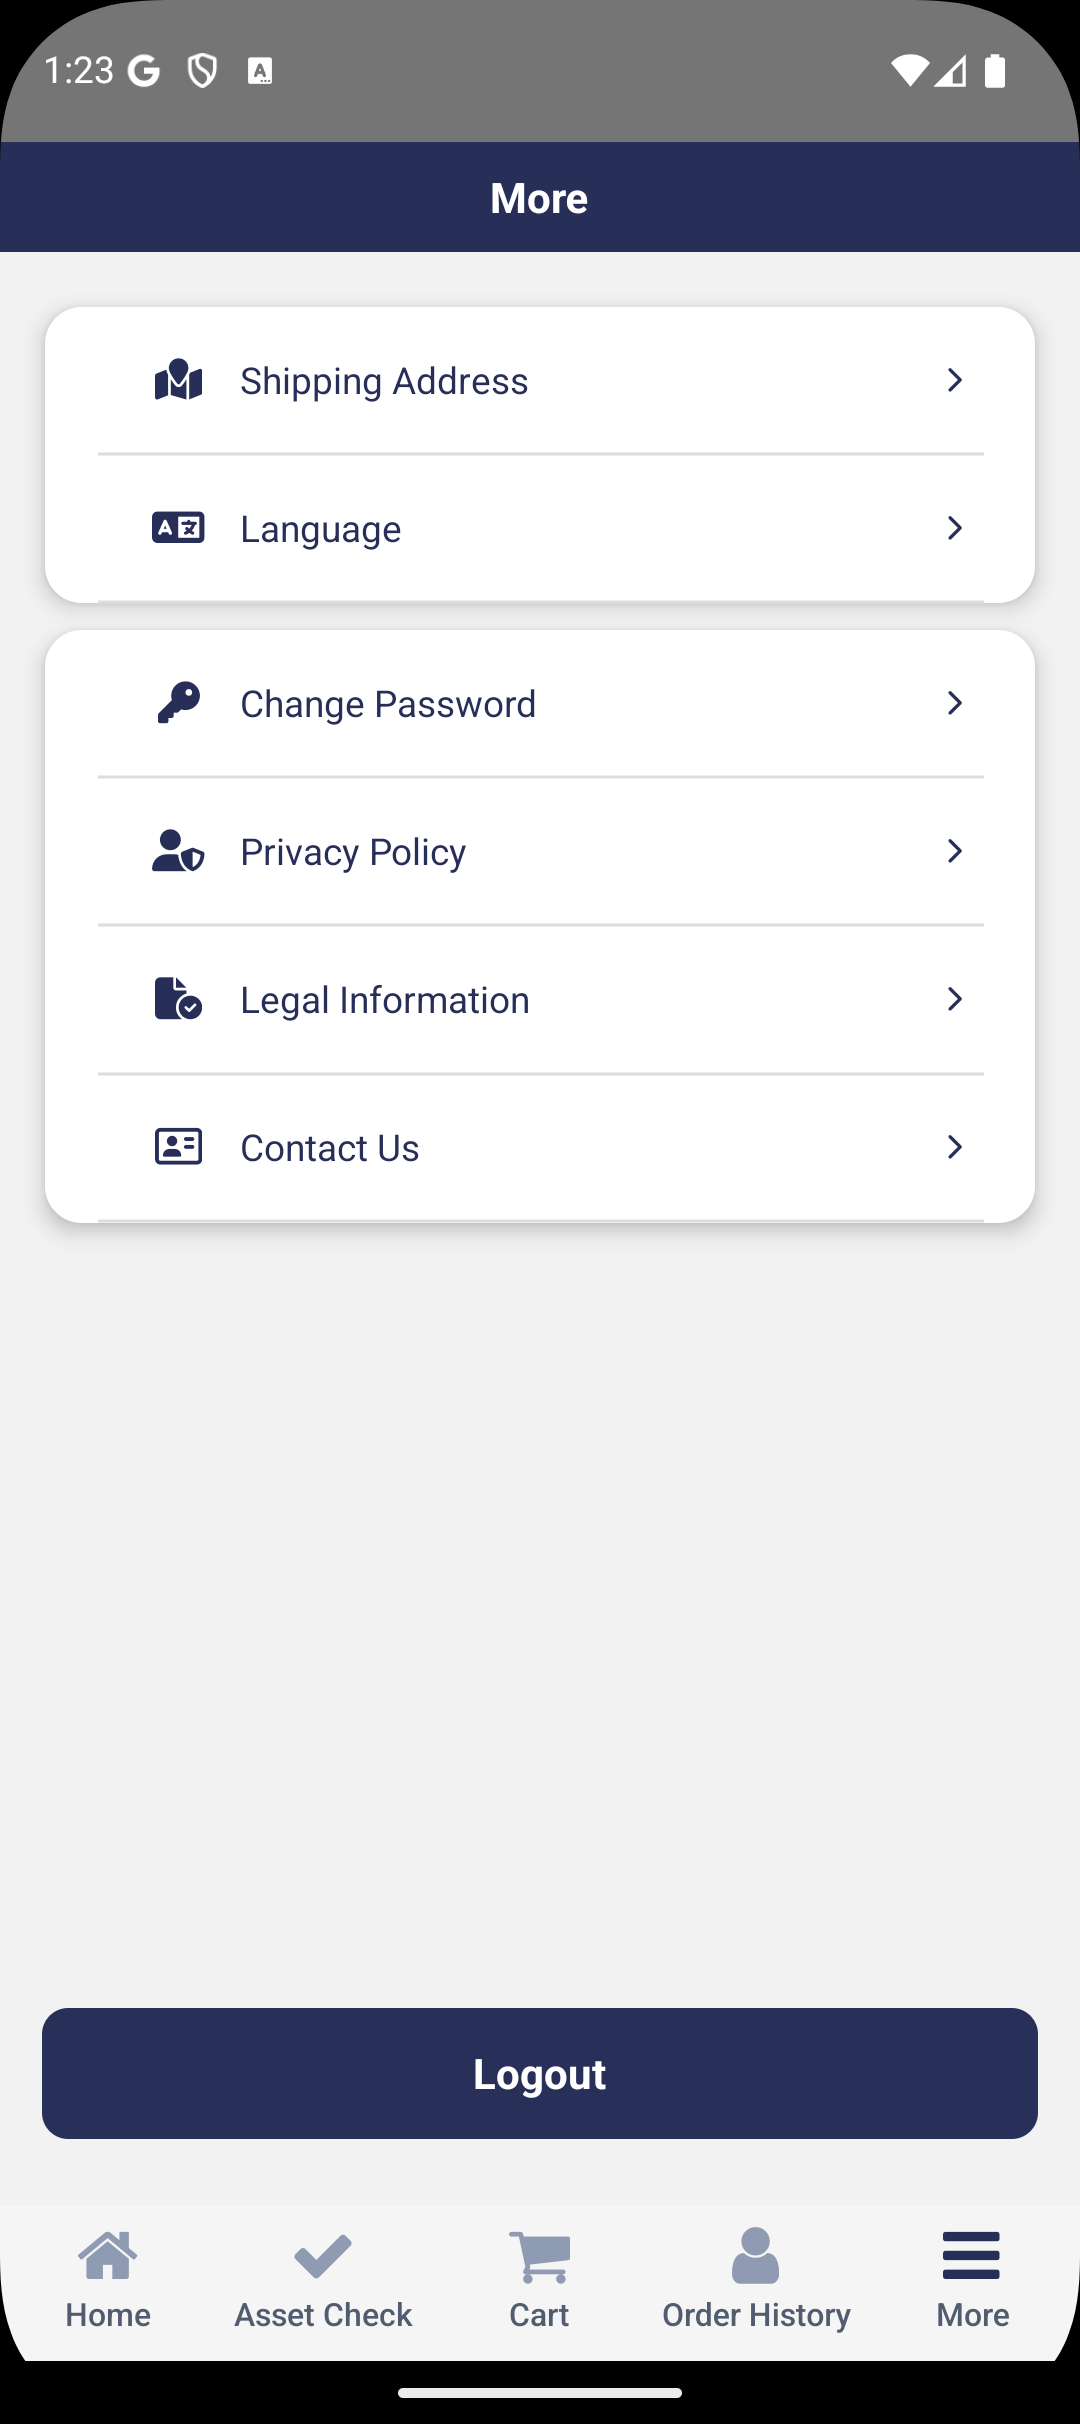 1:23
More
Shipping Address
Language
Change Password
Privacy Policy
Legal Information
Contact Us
Logout
Home
Asset Check
Cart
Order History
More